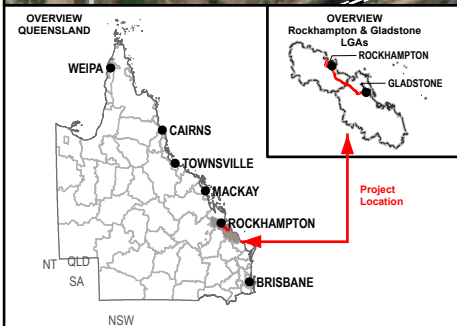 OVERVIEW
QUEENSLAND
WEIPA
CAIRNS
TOWNSVILLE
MACKAY
ROCKHAMPTON
BRISBANE
NT
QLD
SA
NSW
OVERVIEW
Rockhampton & Gladstone
LGAs
ROCKHAMPTON
GLADSTONE
Project
Location